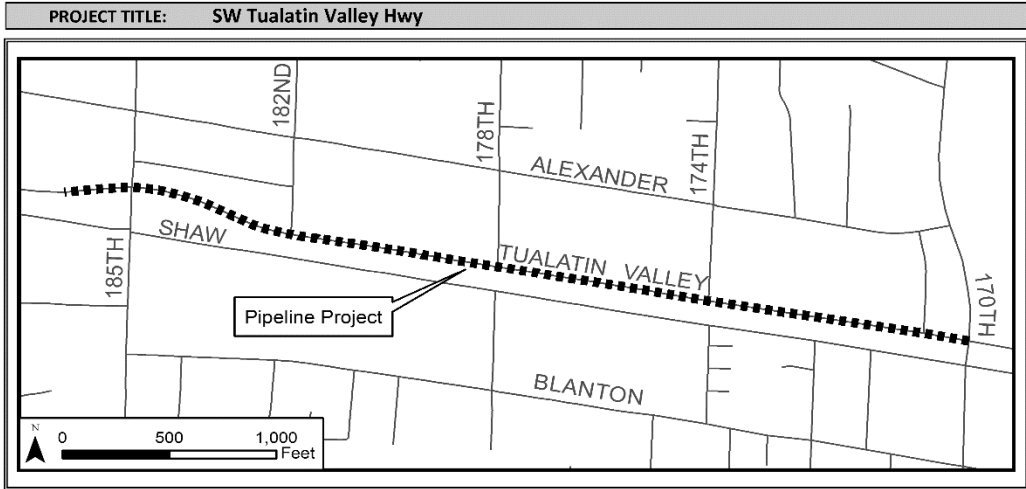 PROJECT TITLE: SW Tualatin Valley Hwy
182ND
178TH
ALEXANDER
174TH
SHAW
185TH
TUALATIN VALLEY
170TH
Pipeline Project
BLANTON
N
0 500 1,000
Feet